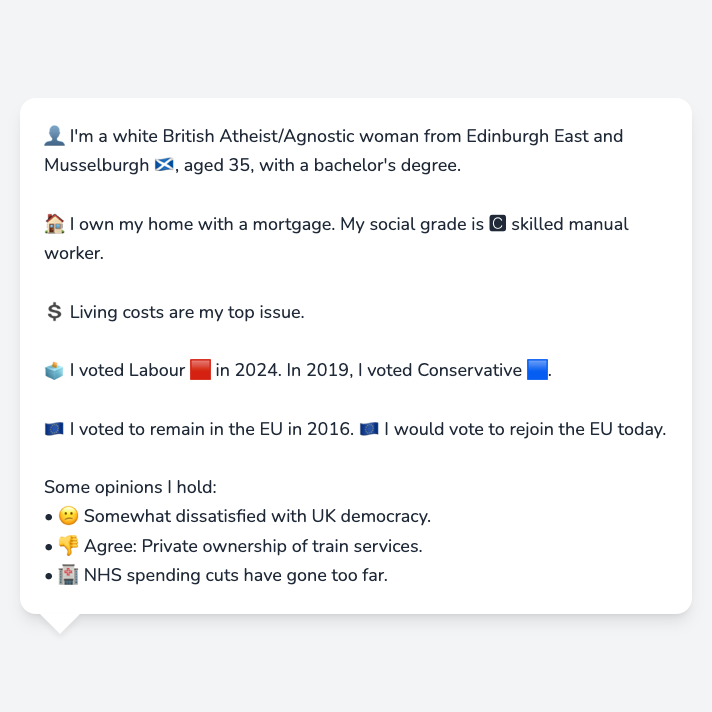 👤 I'm a white British Atheist/Agnostic woman from Edinburgh East and
Musselburgh 🏴󠁧󠁢󠁳󠁣󠁴󠁿, aged 35, with a bachelor's degree.
🏠 I own my home with a mortgage. My social grade is 🅲 skilled manual
worker.
💲 Living costs are my top issue.
🗳️ I voted Labour 🟥 in 2024. In 2019, I voted Conservative 🟦.
🇪🇺 I voted to remain in the EU in 2016. 🇪🇺 I would vote to rejoin the EU today.
Some opinions I hold:
• 😕 Somewhat dissatisfied with UK democracy.
• 👎 Agree: Private ownership of train services.
• 🏥 NHS spending cuts have gone too far.